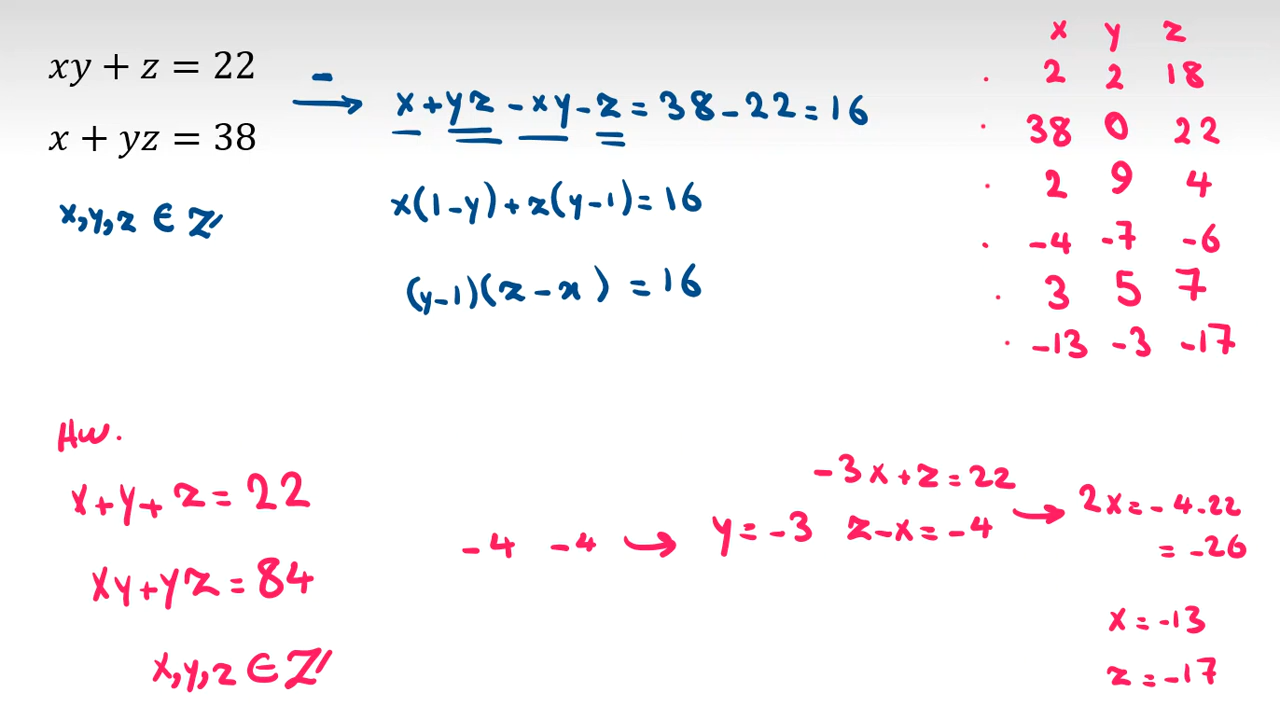 xy + z = 22
x + yz = 38
x,y,z ∈ ℤ
−
→ x + yz - xy - z = 38 - 22 = 16
x(1-y) + z(y-1) = 16
(y-1)(z-x) = 16
x y z
. 2 2 18
. 38 0 22
. 2 9 4
. -4 -7 -6
. 3 5 7
. -13 -3 -17
HW.
x+y+z = 22
xy+yz = 84
x,y,z ∈ ℤ
-4 -4 → y = -3
-3x+z = 22
z-x = -4
→ 2x = -4-22
= -26
x = -13
z = -17